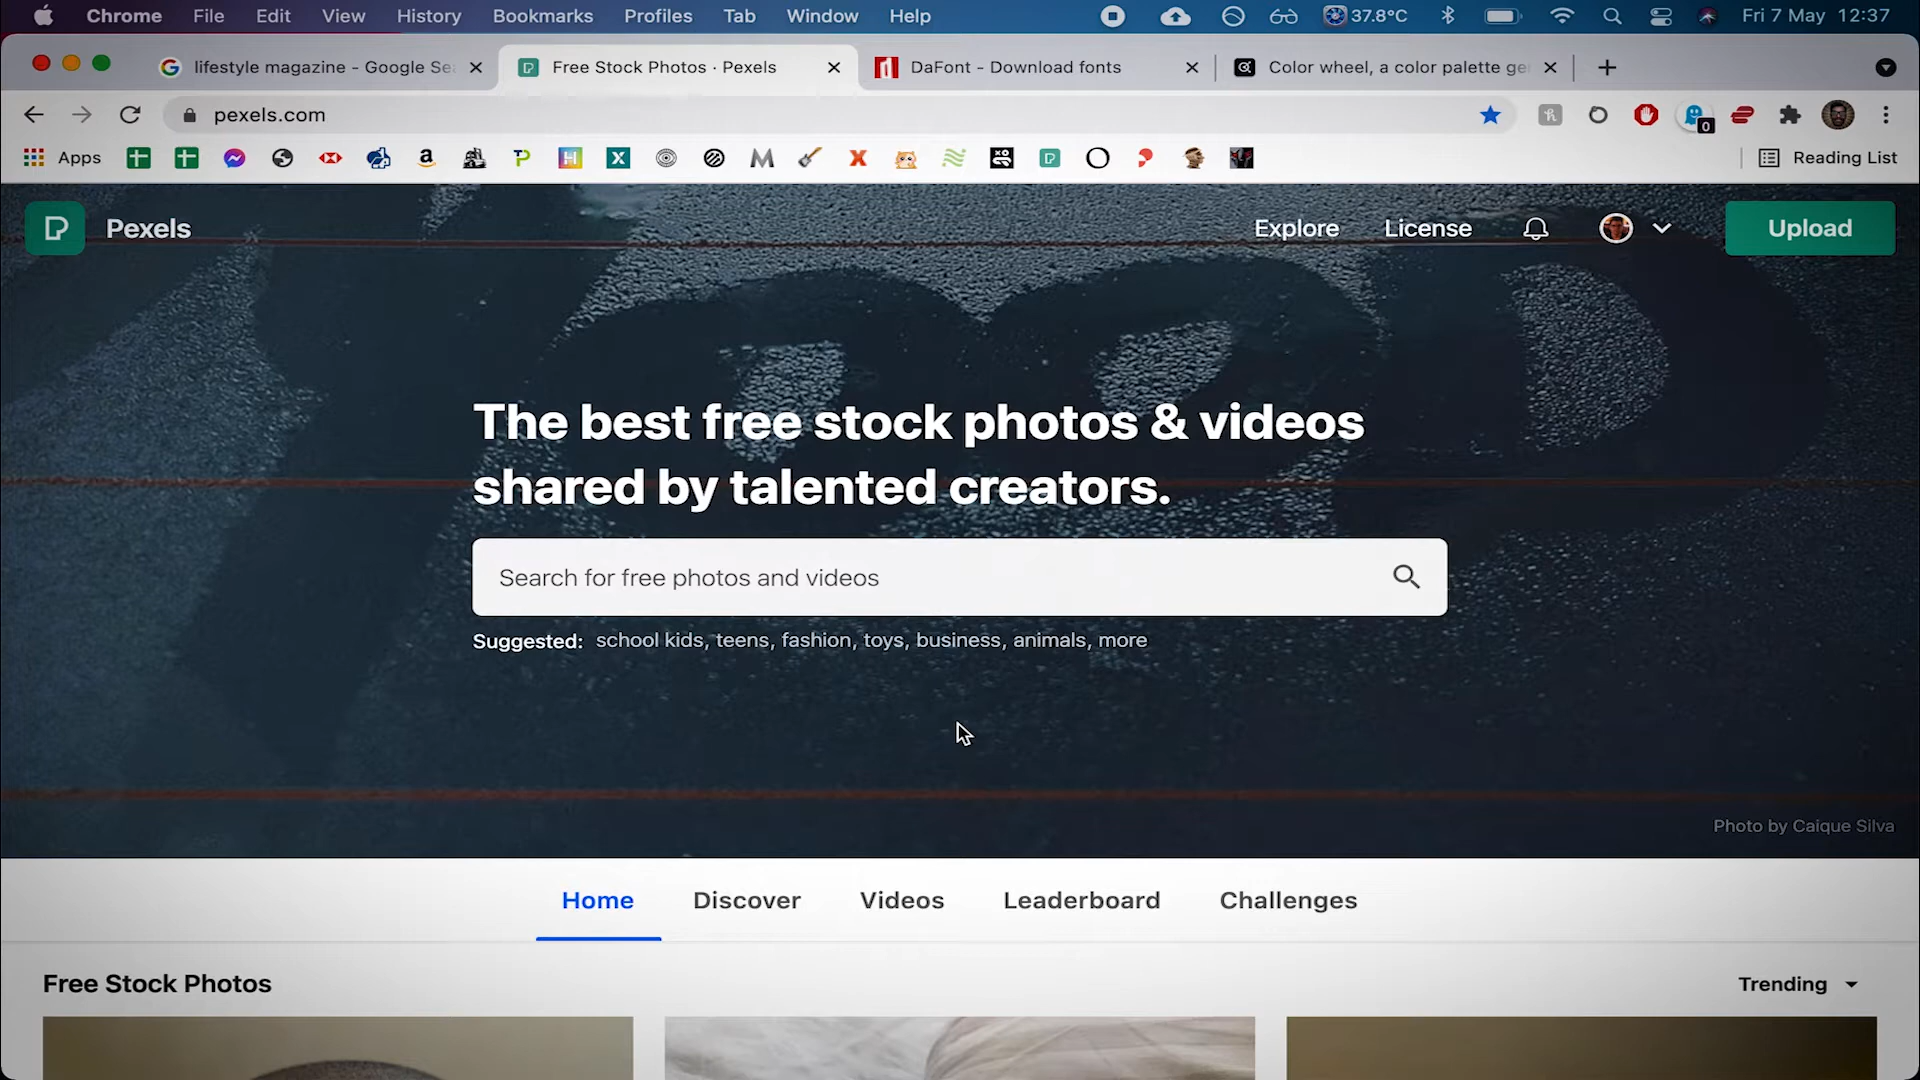 Chrome File Edit View History Bookmarks Profiles Tab Window Help 37.8°C Fri 7 May 12:37
lifestyle magazine - Google Se
Free Stock Photos · Pexels
DaFont - Download fonts
Color wheel, a color palette ge
pexels.com
0
Apps
Reading List
Pexels
Explore License Upload
The best free stock photos & videos
shared by talented creators.
Search for free photos and videos
Suggested: school kids, teens, fashion, toys, business, animals, more
Photo by Caique Silva
Home Discover Videos Leaderboard Challenges
Free Stock Photos Trending